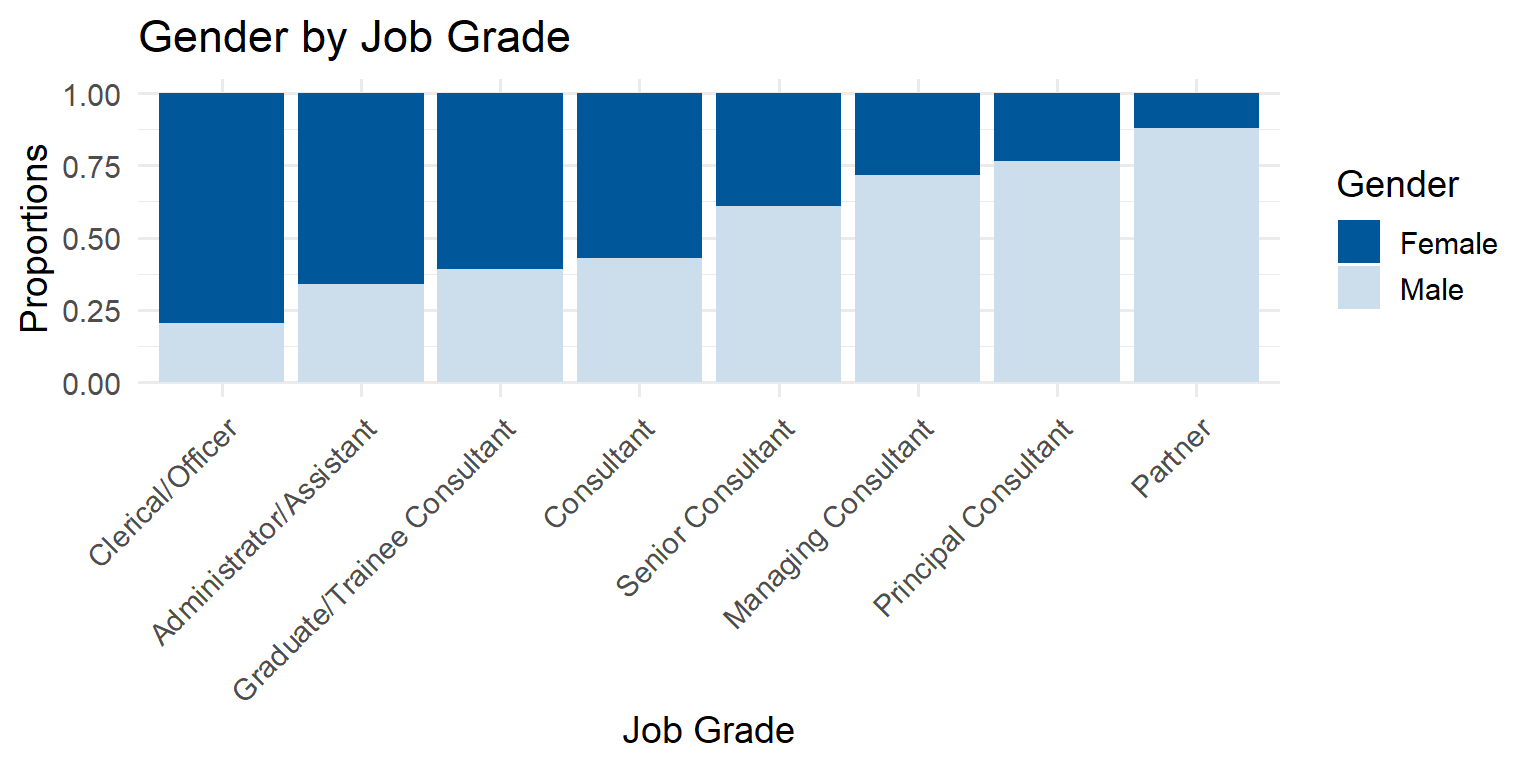 Gender by Job Grade
Proportions
1.00
0.75
0.50
0.25
0.00
Clerical/Officer
Administrator/Assistant
Graduate/Trainee Consultant
Consultant
Senior Consultant
Managing Consultant
Principal Consultant
Partner
Job Grade
Gender
Female
Male